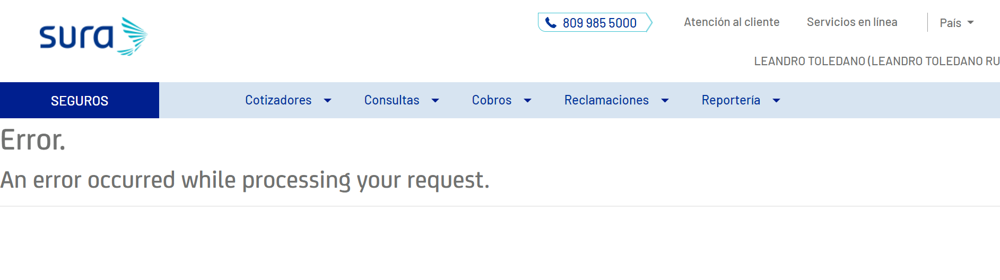 sura
809 985 5000
Atención al cliente
Servicios en línea
País
LEANDRO TOLEDANO (LEANDRO TOLEDANO RU
SEGUROS
Cotizadores
Consultas
Cobros
Reclamaciones
Reportería
Error.
An error occurred while processing your request.